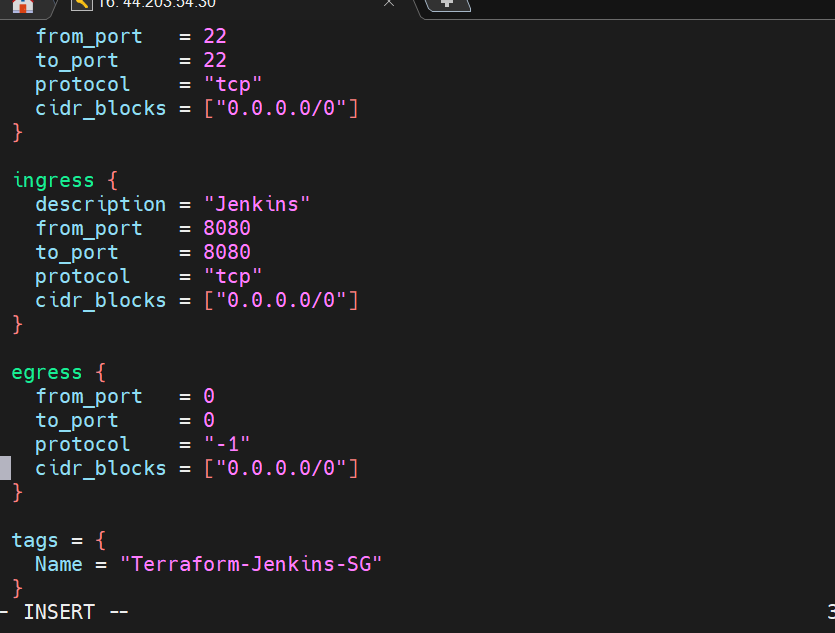 16. 44.203.54.30
  from_port   = 22
  to_port     = 22
  protocol    = "tcp"
  cidr_blocks = ["0.0.0.0/0"]
}

ingress {
  description = "Jenkins"
  from_port   = 8080
  to_port     = 8080
  protocol    = "tcp"
  cidr_blocks = ["0.0.0.0/0"]
}

egress {
  from_port   = 0
  to_port     = 0
  protocol    = "-1"
  cidr_blocks = ["0.0.0.0/0"]
}

tags = {
  Name = "Terraform-Jenkins-SG"
}
- INSERT --